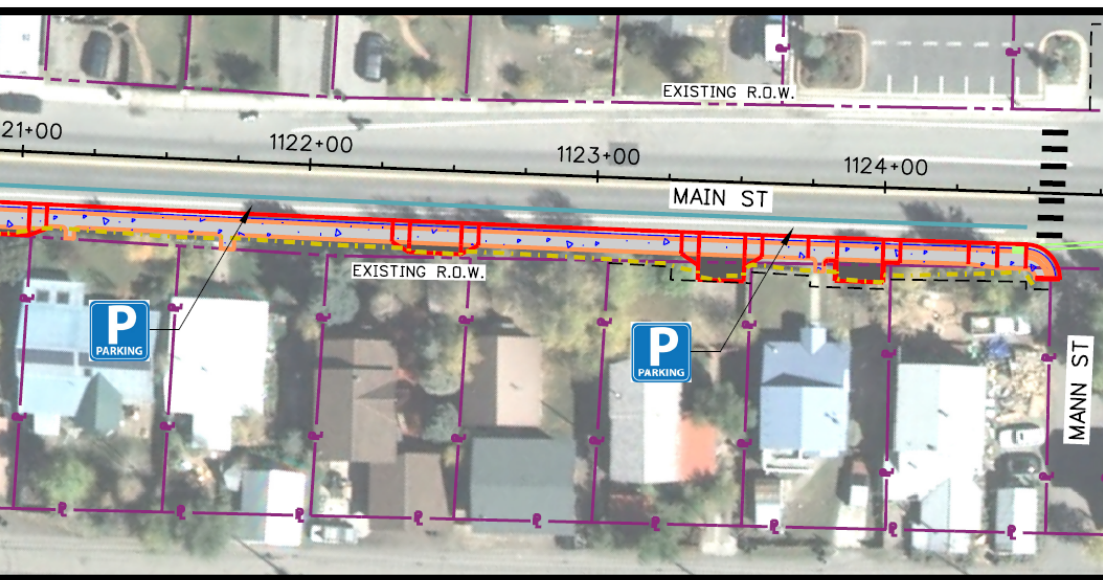 EXISTING R.O.W.
21+00
1122+00
1123+00
1124+00
MAIN ST
EXISTING R.O.W.
P
PARKING
P
PARKING
MANN ST